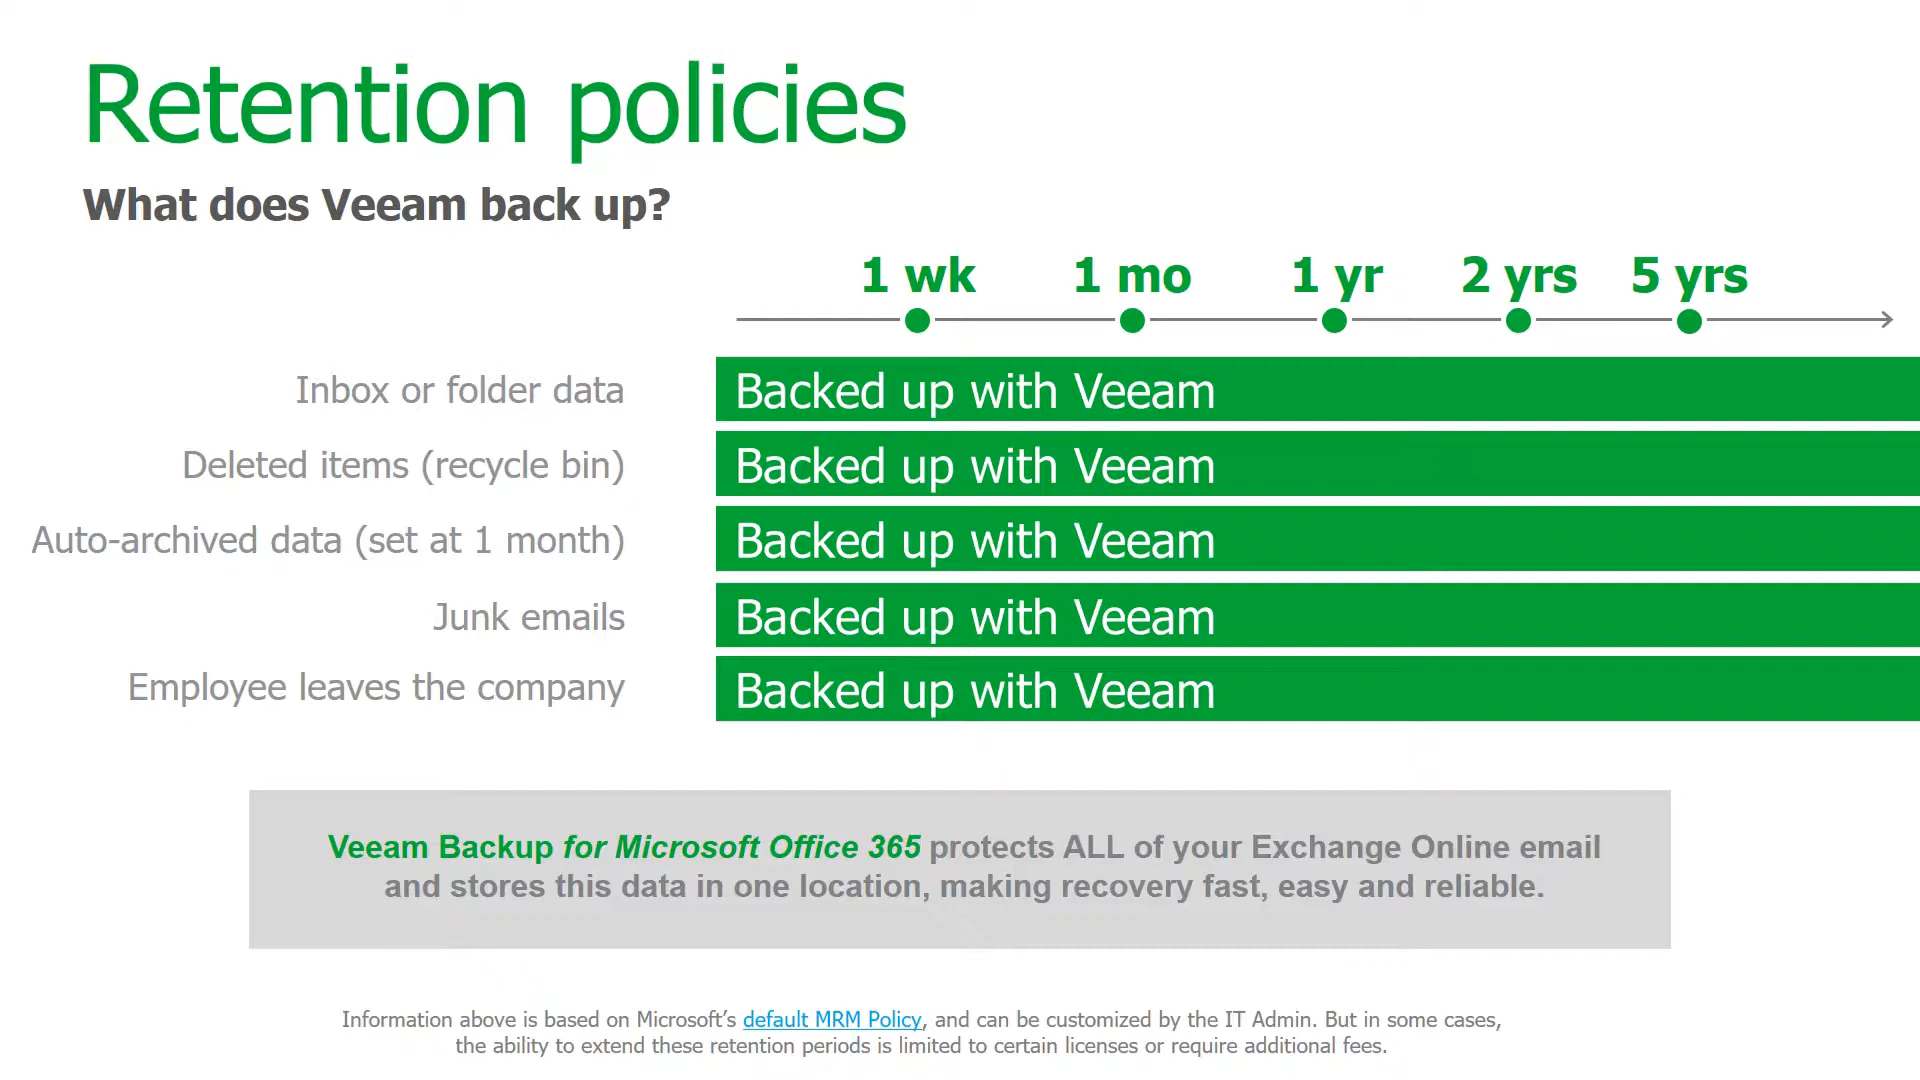 Retention policies
What does Veeam back up?
1 wk 1 mo 1 yr 2 yrs 5 yrs
Inbox or folder data Backed up with Veeam
Deleted items (recycle bin) Backed up with Veeam
Auto-archived data (set at 1 month) Backed up with Veeam
Junk emails Backed up with Veeam
Employee leaves the company Backed up with Veeam
Veeam Backup for Microsoft Office 365 protects ALL of your Exchange Online email
and stores this data in one location, making recovery fast, easy and reliable.
Information above is based on Microsoft’s default MRM Policy, and can be customized by the IT Admin. But in some cases,
the ability to extend these retention periods is limited to certain licenses or require additional fees.